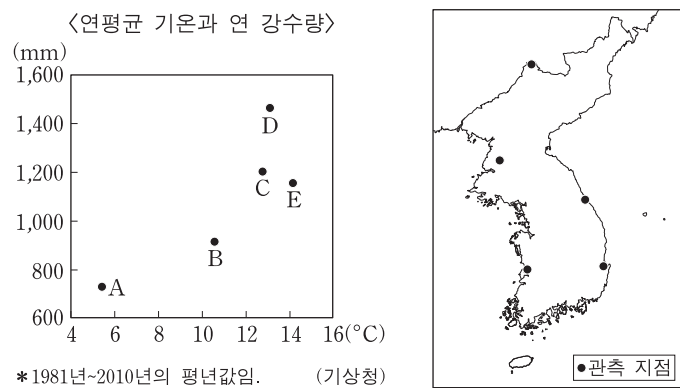 〈연평균 기온과 연 강수량〉
(mm)
1,600
1,400
1,200
1,000
800
600
D
C
E
B
A
4 6 8 10 12 14 16(℃)
*1981년~2010년의 평년값임. (기상청)
●관측 지점